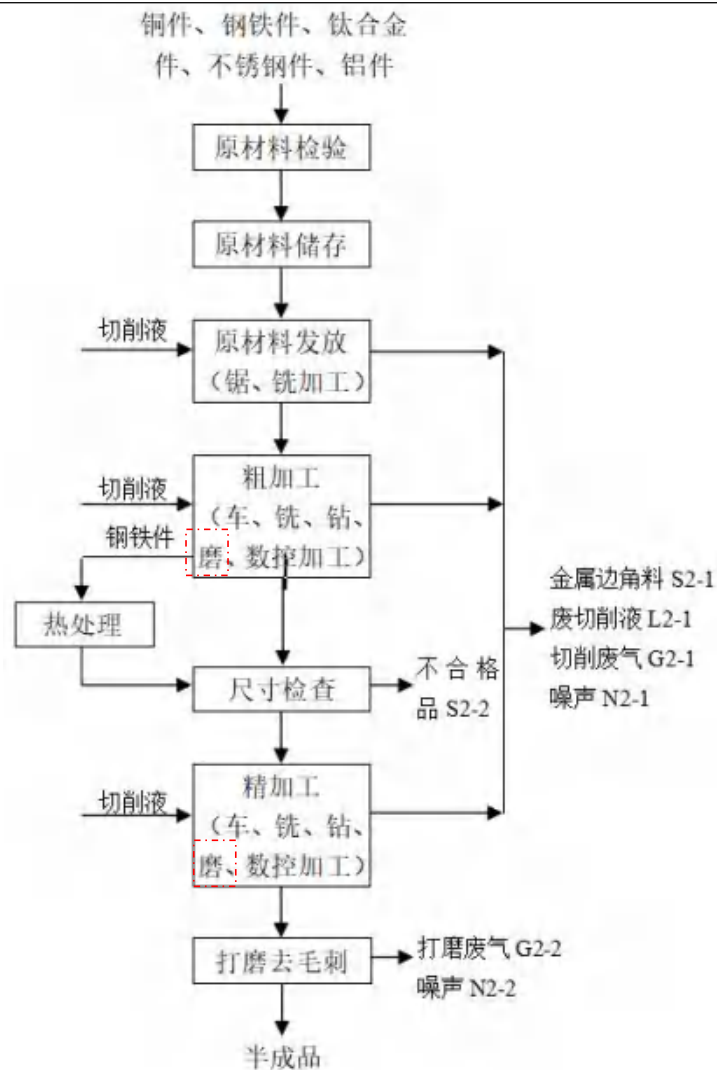 铜件、钢铁件、钛合金
件、不锈钢件、铝件
原材料检验
原材料储存
切削液
原材料发放
（锯、铣加工）
切削液
粗加工
（车、铣、钻、
磨、数控加工）
钢铁件
热处理
尺寸检查
不合格
品 S2-2
金属边角料 S2-1
废切削液 L2-1
切削废气 G2-1
噪声 N2-1
切削液
精加工
（车、铣、钻、
磨、数控加工）
打磨去毛刺
打磨废气 G2-2
噪声 N2-2
半成品